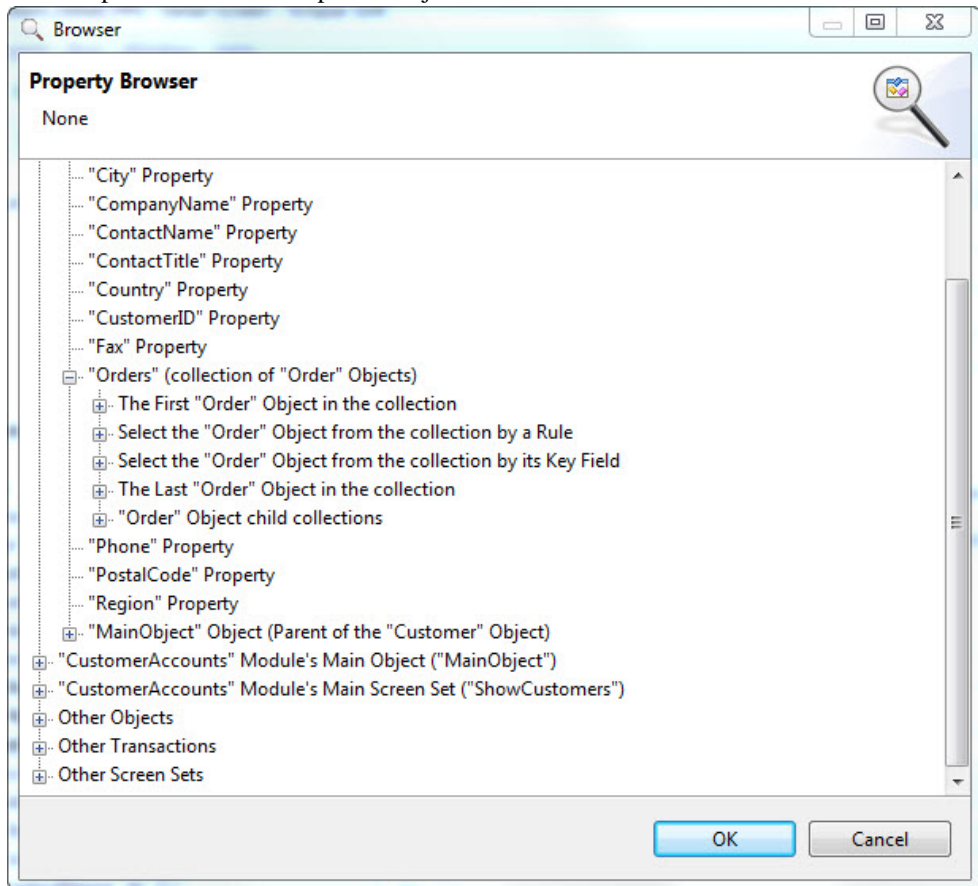 Browser
Property Browser
None
"City" Property
"CompanyName" Property
"ContactName" Property
"ContactTitle" Property
"Country" Property
"CustomerID" Property
"Fax" Property
"Orders" (collection of "Order" Objects)
The First "Order" Object in the collection
Select the "Order" Object from the collection by a Rule
Select the "Order" Object from the collection by its Key Field
The Last "Order" Object in the collection
"Order" Object child collections
"Phone" Property
"PostalCode" Property
"Region" Property
"MainObject" Object (Parent of the "Customer" Object)
"CustomerAccounts" Module's Main Object ("MainObject")
"CustomerAccounts" Module's Main Screen Set ("ShowCustomers")
Other Objects
Other Transactions
Other Screen Sets
OK Cancel